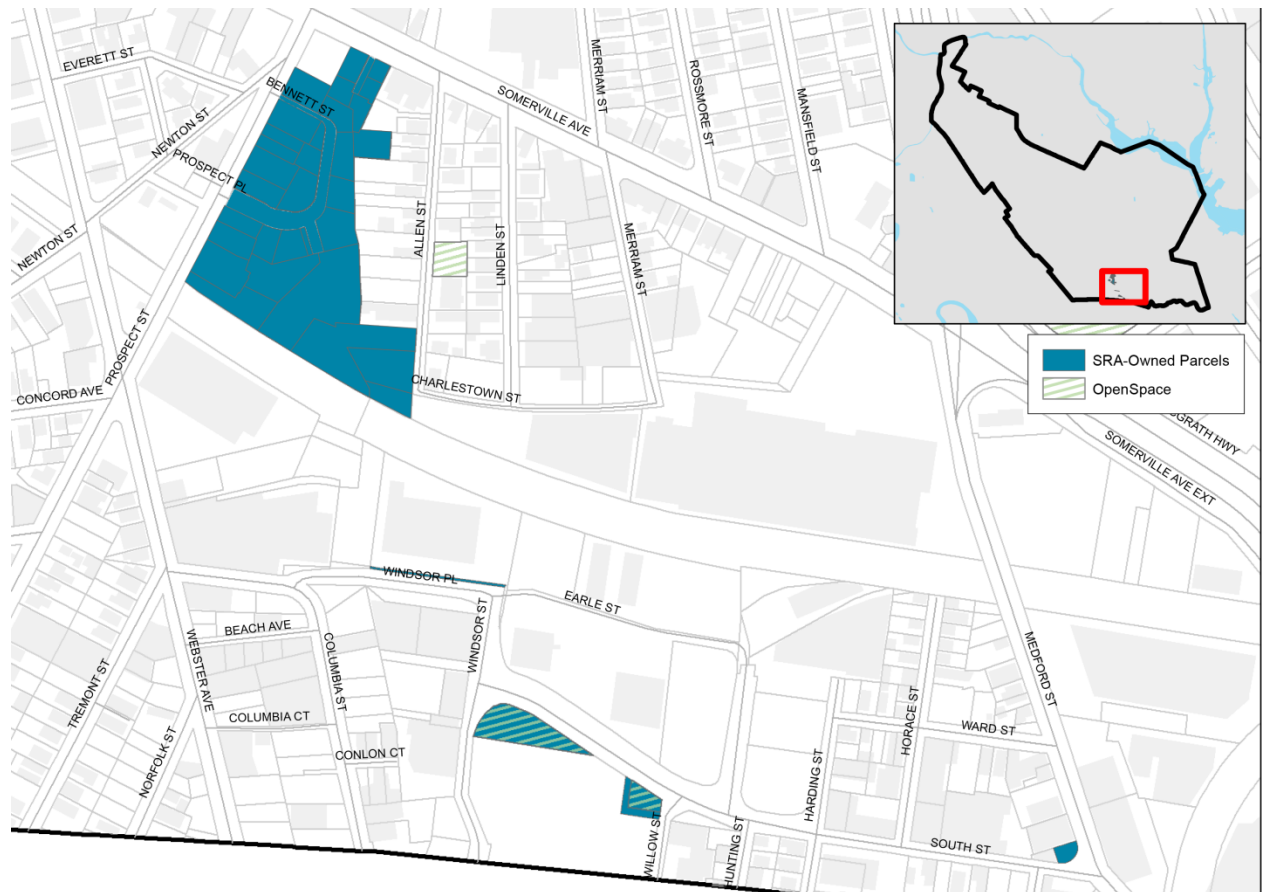 EVERETT ST
MERRIAM ST
ROSSMORE ST
MANSFIELD ST
BENNETT ST
SOMERVILLE AVE
NEWTON ST
PROSPECT PL
ALLEN ST
LINDEN ST
MERRIAM ST
NEWTON ST
PROSPECT ST
SRA-Owned Parcels
OpenSpace
CONCORD AVE
CHARLESTOWN ST
GRATH HWY
SOMERVILLE AVE EXT
WINDSOR PL
EARLE ST
BEACH AVE
WINDSOR ST
COLUMBIA ST
WEBSTER AVE
TREMONT ST
MEDFORD ST
HORACE ST
COLUMBIA CT
WARD ST
NORFOLK ST
CONLON CT
HARDING ST
WILLOW ST
HUNTING ST
SOUTH ST